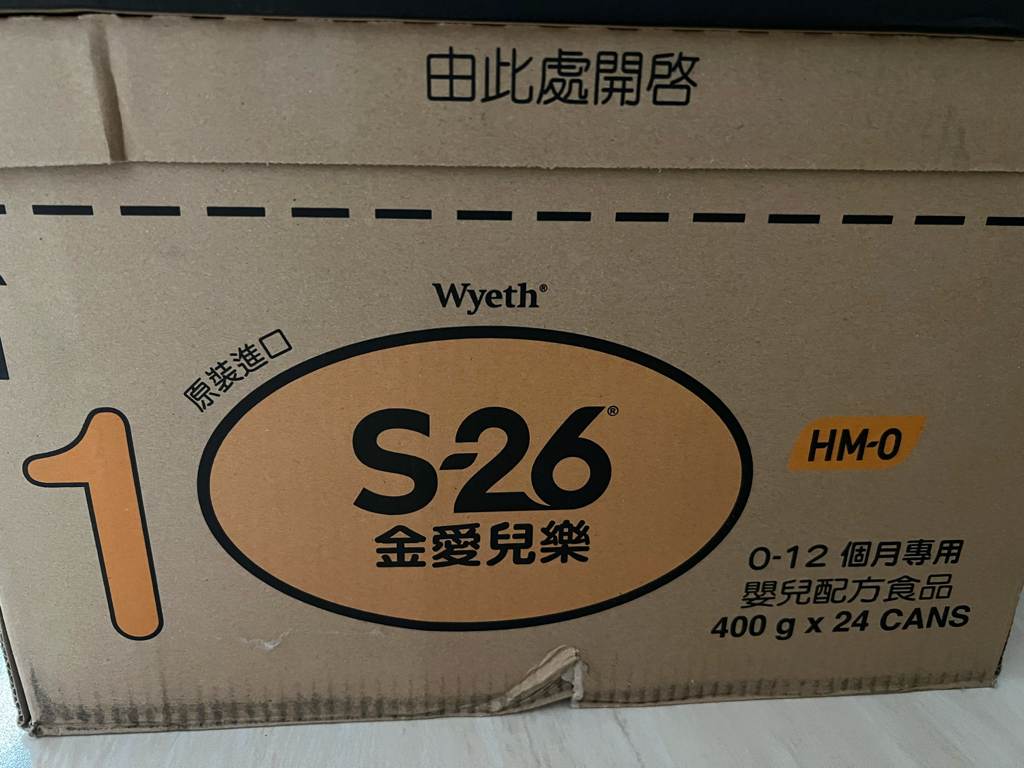 由此處開啓
Wyeth®
原裝進口
1
S-26®
金愛兒樂
HM-O
0-12 個月專用
嬰兒配方食品
400 g x 24 CANS